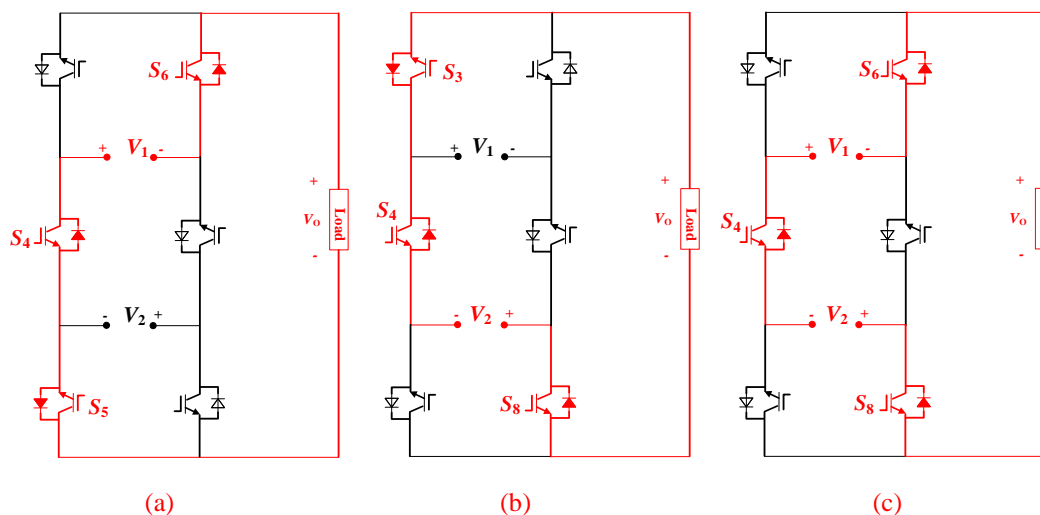 S6
S3
S6
+ V1 -
+ V1 -
+ V1 -
+
Vo
-
Load
+
Vo
-
Load
+
Vo
-
S4
S4
S4
- V2 +
- V2 +
- V2 +
S5
S8
S8
(a)
(b)
(c)